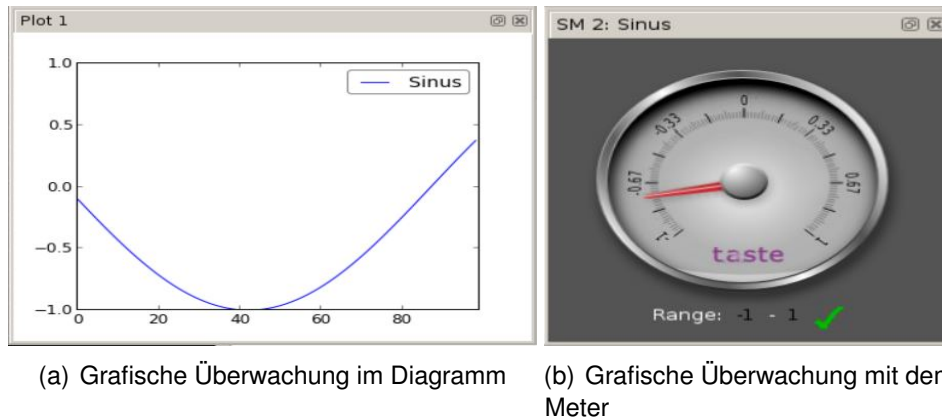 Plot 1
1.0
0.5
0.0
−0.5
−1.0
0
20
40
60
80
Sinus
SM 2: Sinus
-1
-0.67
-0.33
0
0.33
0.67
1
taste
Range: -1 - 1
(a) Grafische Überwachung im Diagramm
(b) Grafische Überwachung mit dem
Meter